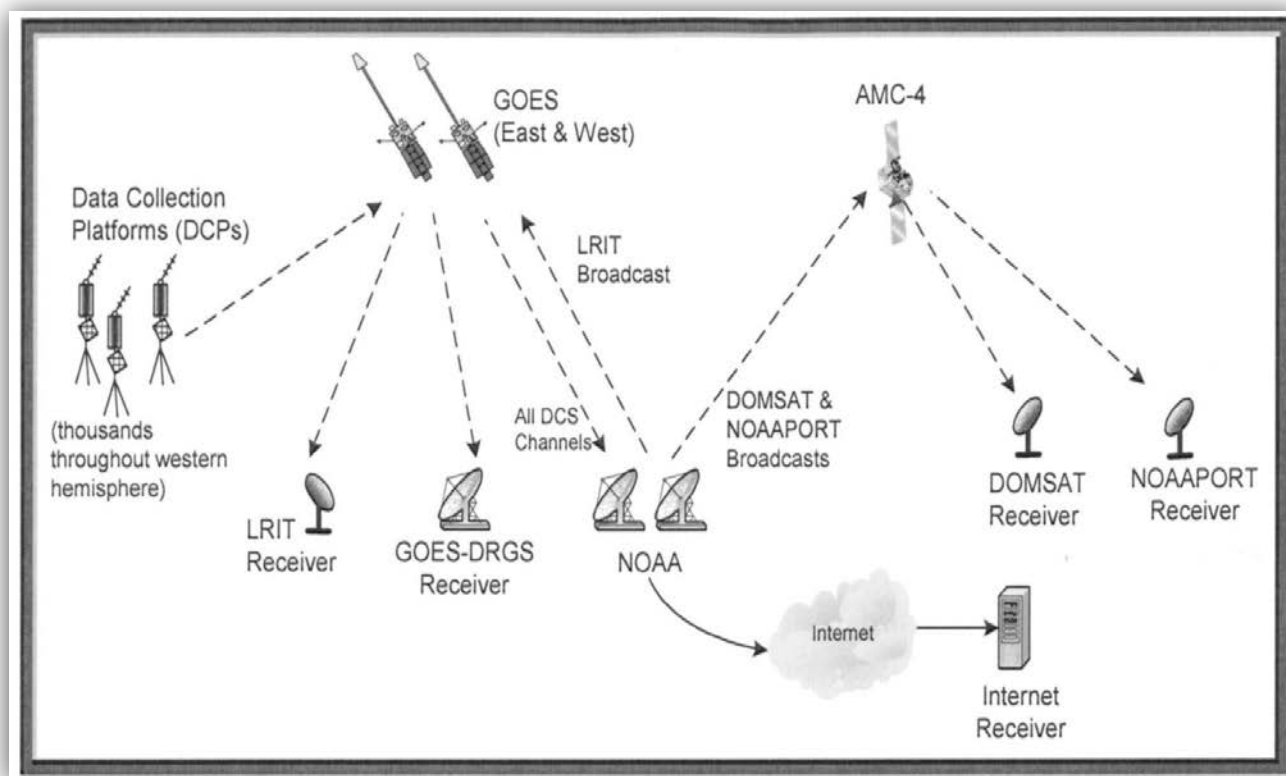 GOES
(East & West)
AMC-4
Data Collection
Platforms (DCPs)
LRIT
Broadcast
(thousands
throughout western
hemisphere)
All DCS
Channels
DOMSAT &
NOAAPORT
Broadcasts
LRIT
Receiver
GOES-DRGS
Receiver
NOAA
DOMSAT
Receiver
NOAAPORT
Receiver
Internet
Internet
Receiver